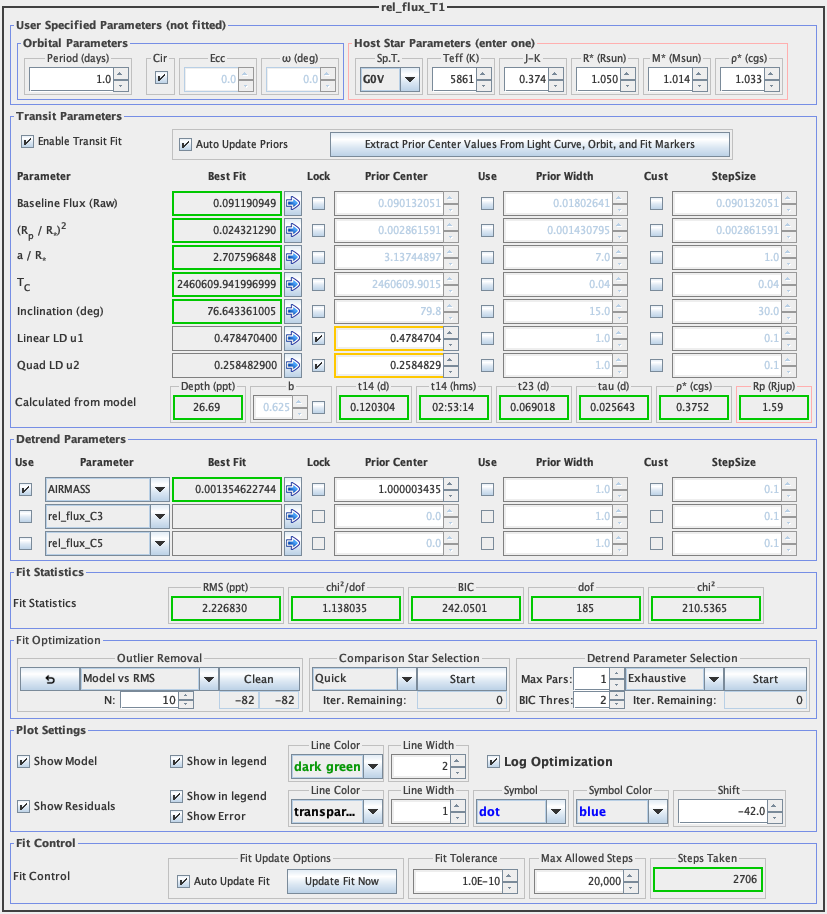 rel_flux_T1
User Specified Parameters (not fitted)
Orbital Parameters
Host Star Parameters (enter one)
Period (days) Cir Ecc ω (deg) Sp.T. Teff (K) J-K R* (Rsun) M* (Msun) ρ* (cgs)
1.0 0.0 0.0 G0V 5861 0.374 1.050 1.014 1.033
Transit Parameters
Enable Transit Fit Auto Update Priors Extract Prior Center Values From Light Curve, Orbit, and Fit Markers
Parameter Best Fit Lock Prior Center Use Prior Width Cust StepSize
Baseline Flux (Raw) 0.091190949 0.090132051 0.01802641 0.090132051
(Rp / R*)2 0.024321290 0.002861591 0.001430795 0.002861591
a / R* 2.707596848 3.13744897 7.0 1.0
TC 2460609.941996999 2460609.9015 0.04 0.04
Inclination (deg) 76.643361005 79.8 15.0 30.0
Linear LD u1 0.478470400 0.4784704 1.0 0.1
Quad LD u2 0.258482900 0.2584829 1.0 0.1
Depth (ppt) b t14 (d) t14 (hms) t23 (d) tau (d) ρ* (cgs) Rp (Rjup)
Calculated from model 26.69 0.625 0.120304 02:53:14 0.069018 0.025643 0.3752 1.59
Detrend Parameters
Use Parameter Best Fit Lock Prior Center Use Prior Width Cust StepSize
AIRMASS 0.001354622744 1.000003435 1.0 0.1
rel_flux_C3 0.0 1.0 0.1
rel_flux_C5 0.0 1.0 0.1
Fit Statistics
RMS (ppt) chi²/dof BIC dof chi²
Fit Statistics 2.226830 1.138035 242.0501 185 210.5365
Fit Optimization
Outlier Removal Comparison Star Selection Detrend Parameter Selection
Model vs RMS Clean Quick Start Max Pars: 1 Exhaustive Start
N: 10 -82 -82 Iter. Remaining: 0 BIC Thres: 2 Iter. Remaining: 0
Plot Settings
Line Color Line Width
Show Model Show in legend dark green 2 Log Optimization
Line Color Line Width Symbol Symbol Color Shift
Show Residuals Show in legend Show Error transpar... 1 dot blue -42.0
Fit Control
Fit Update Options Fit Tolerance Max Allowed Steps Steps Taken
Fit Control Auto Update Fit Update Fit Now 1.0E-10 20,000 2706